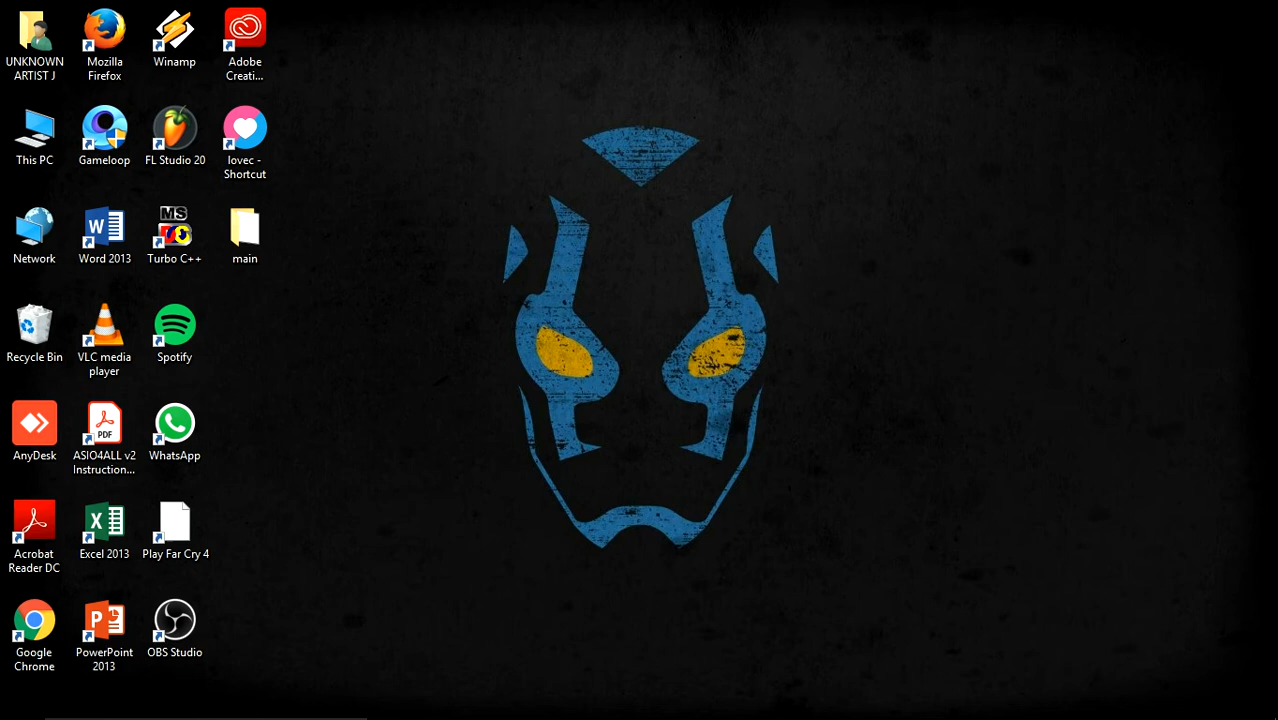 UNKNOWN
ARTIST J
Mozilla
Firefox
Winamp
Adobe
Creati...
This PC
Gameloop
FL Studio 20
lovec -
Shortcut
Network
W
Word 2013
MS
Turbo C++
main
Recycle Bin
VLC media
player
Spotify
AnyDesk
PDF
ASIO4ALL v2
Instruction...
WhatsApp
Acrobat
Reader DC
X
Excel 2013
Play Far Cry 4
Google
Chrome
P
PowerPoint
2013
OBS Studio